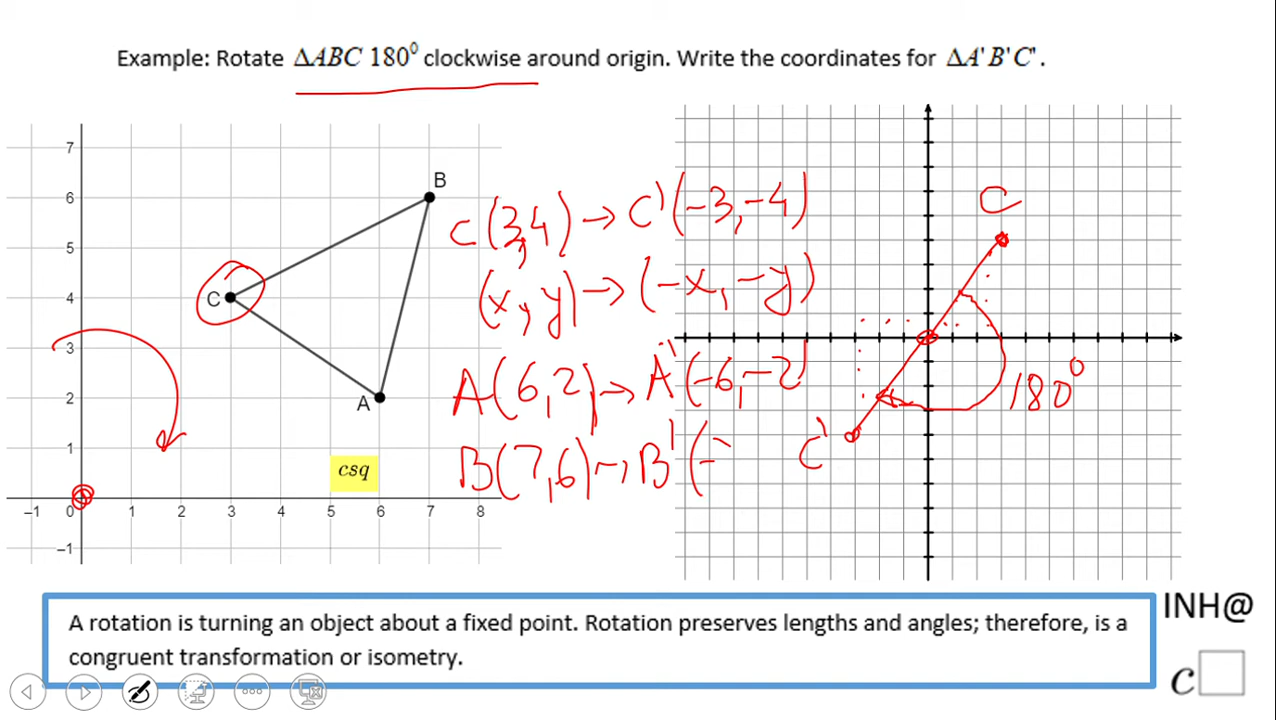 Example: Rotate ΔABC 180⁰ clockwise around origin. Write the coordinates for ΔA'B'C'.
7
6
5
4
3
2
1
−1
−1 0 1 2 3 4 5 6 7 8
B
C
A
csq
C(3,4)→C'(-3,-4)
(x,y)→(-x,-y)
A(6,2)→A'(-6,-2)
B(7,6)→B'(-7
C
180⁰
C'
A rotation is turning an object about a fixed point. Rotation preserves lengths and angles; therefore, is a
congruent transformation or isometry.
INH@
c